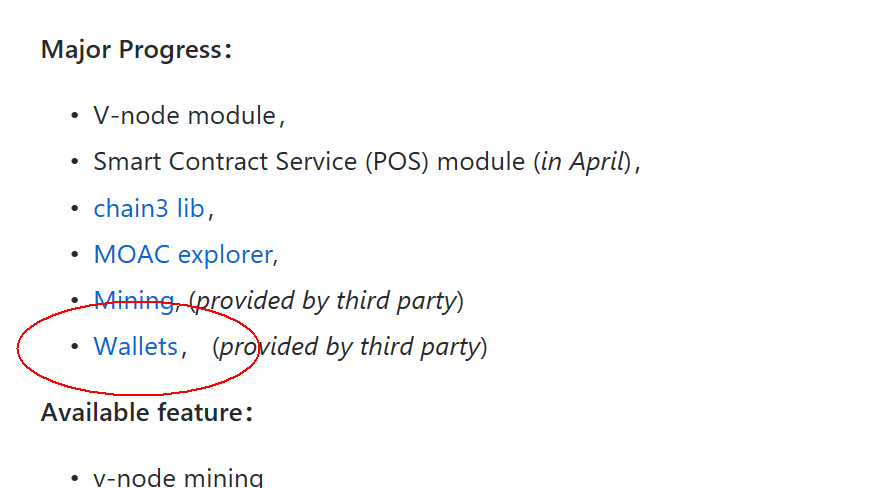 Major Progress：
• V-node module，
• Smart Contract Service (POS) module (in April)，
• chain3 lib，
• MOAC explorer,
• Mining, (provided by third party)
• Wallets， (provided by third party)
Available feature：
• v-node mining